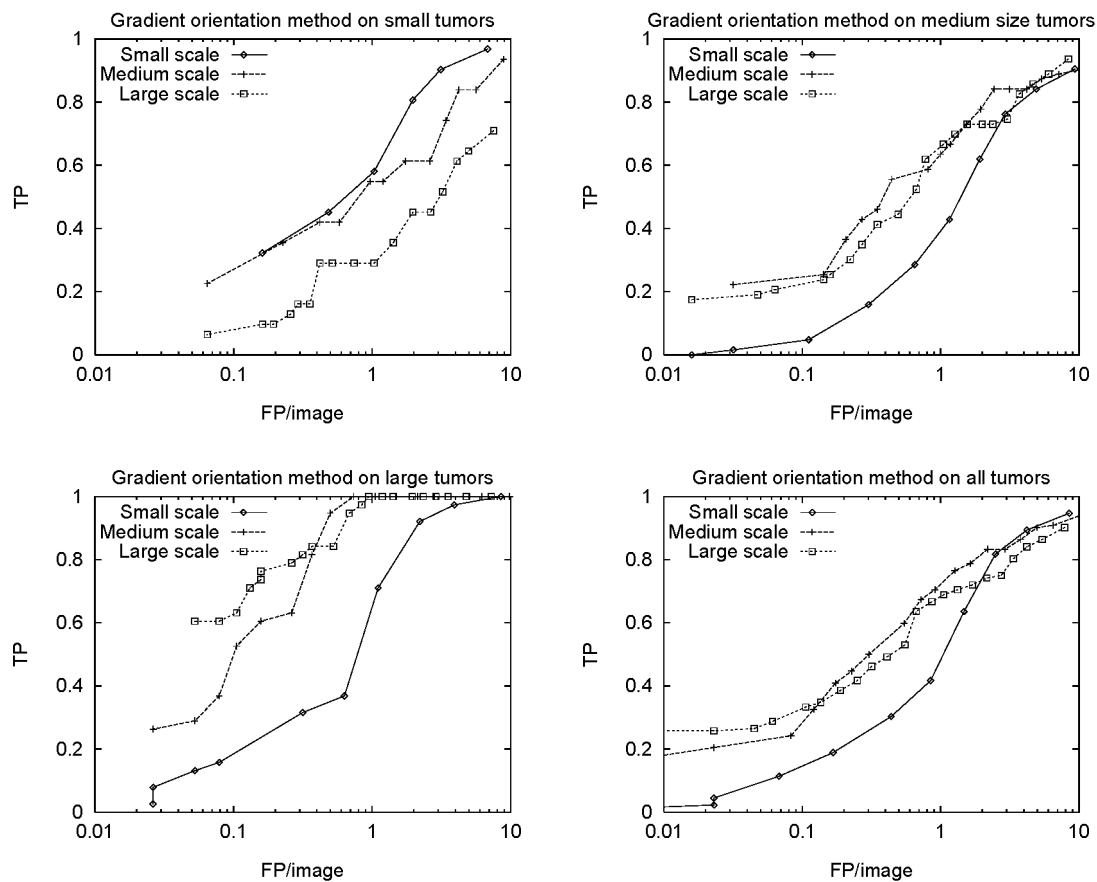 Gradient orientation method on small tumors
1
0.8
0.6
0.4
0.2
0
TP
Small scale
Medium scale
Large scale
0.01 0.1 1 10
FP/image
Gradient orientation method on medium size tumors
1
0.8
0.6
0.4
0.2
0
TP
Small scale
Medium scale
Large scale
0.01 0.1 1 10
FP/image
Gradient orientation method on large tumors
1
0.8
0.6
0.4
0.2
0
TP
Small scale
Medium scale
Large scale
0.01 0.1 1 10
FP/image
Gradient orientation method on all tumors
1
0.8
0.6
0.4
0.2
0
TP
Small scale
Medium scale
Large scale
0.01 0.1 1 10
FP/image